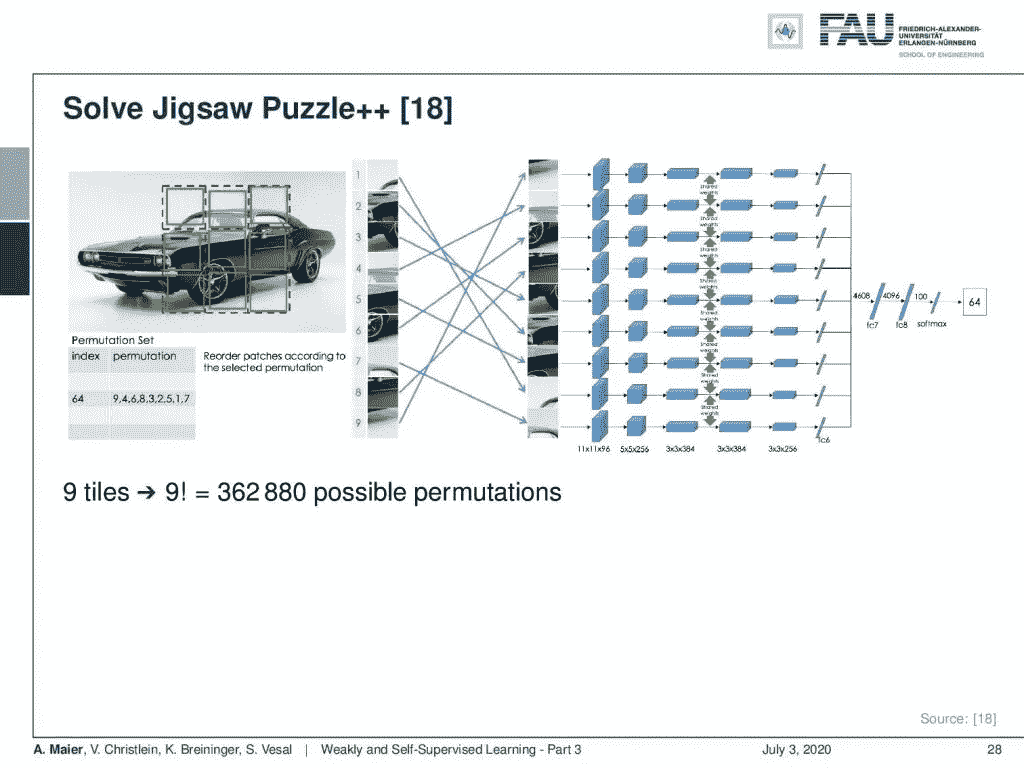 FAU
FRIEDRICH-ALEXANDER-
UNIVERSITÄT
ERLANGEN-NÜRNBERG
SCHOOL OF ENGINEERING
Solve Jigsaw Puzzle++ [18]
Permutation Set
index permutation
64 9,4,6,8,3,2,5,1,7
Reorder patches according to
the selected permutation
1
2
3
4
5
6
7
8
9
shared
weights
shared
weights
shared
weights
shared
weights
shared
weights
shared
weights
shared
weights
shared
weights
11x11x96 5x5x256 3x3x384 3x3x384 3x3x256
fc6
4608 4096 100
fc7 fc8 softmax
64
9 tiles ➔ 9! = 362 880 possible permutations
Source: [18]
A. Maier, V. Christlein, K. Breininger, S. Vesal | Weakly and Self-Supervised Learning - Part 3 July 3, 2020 28